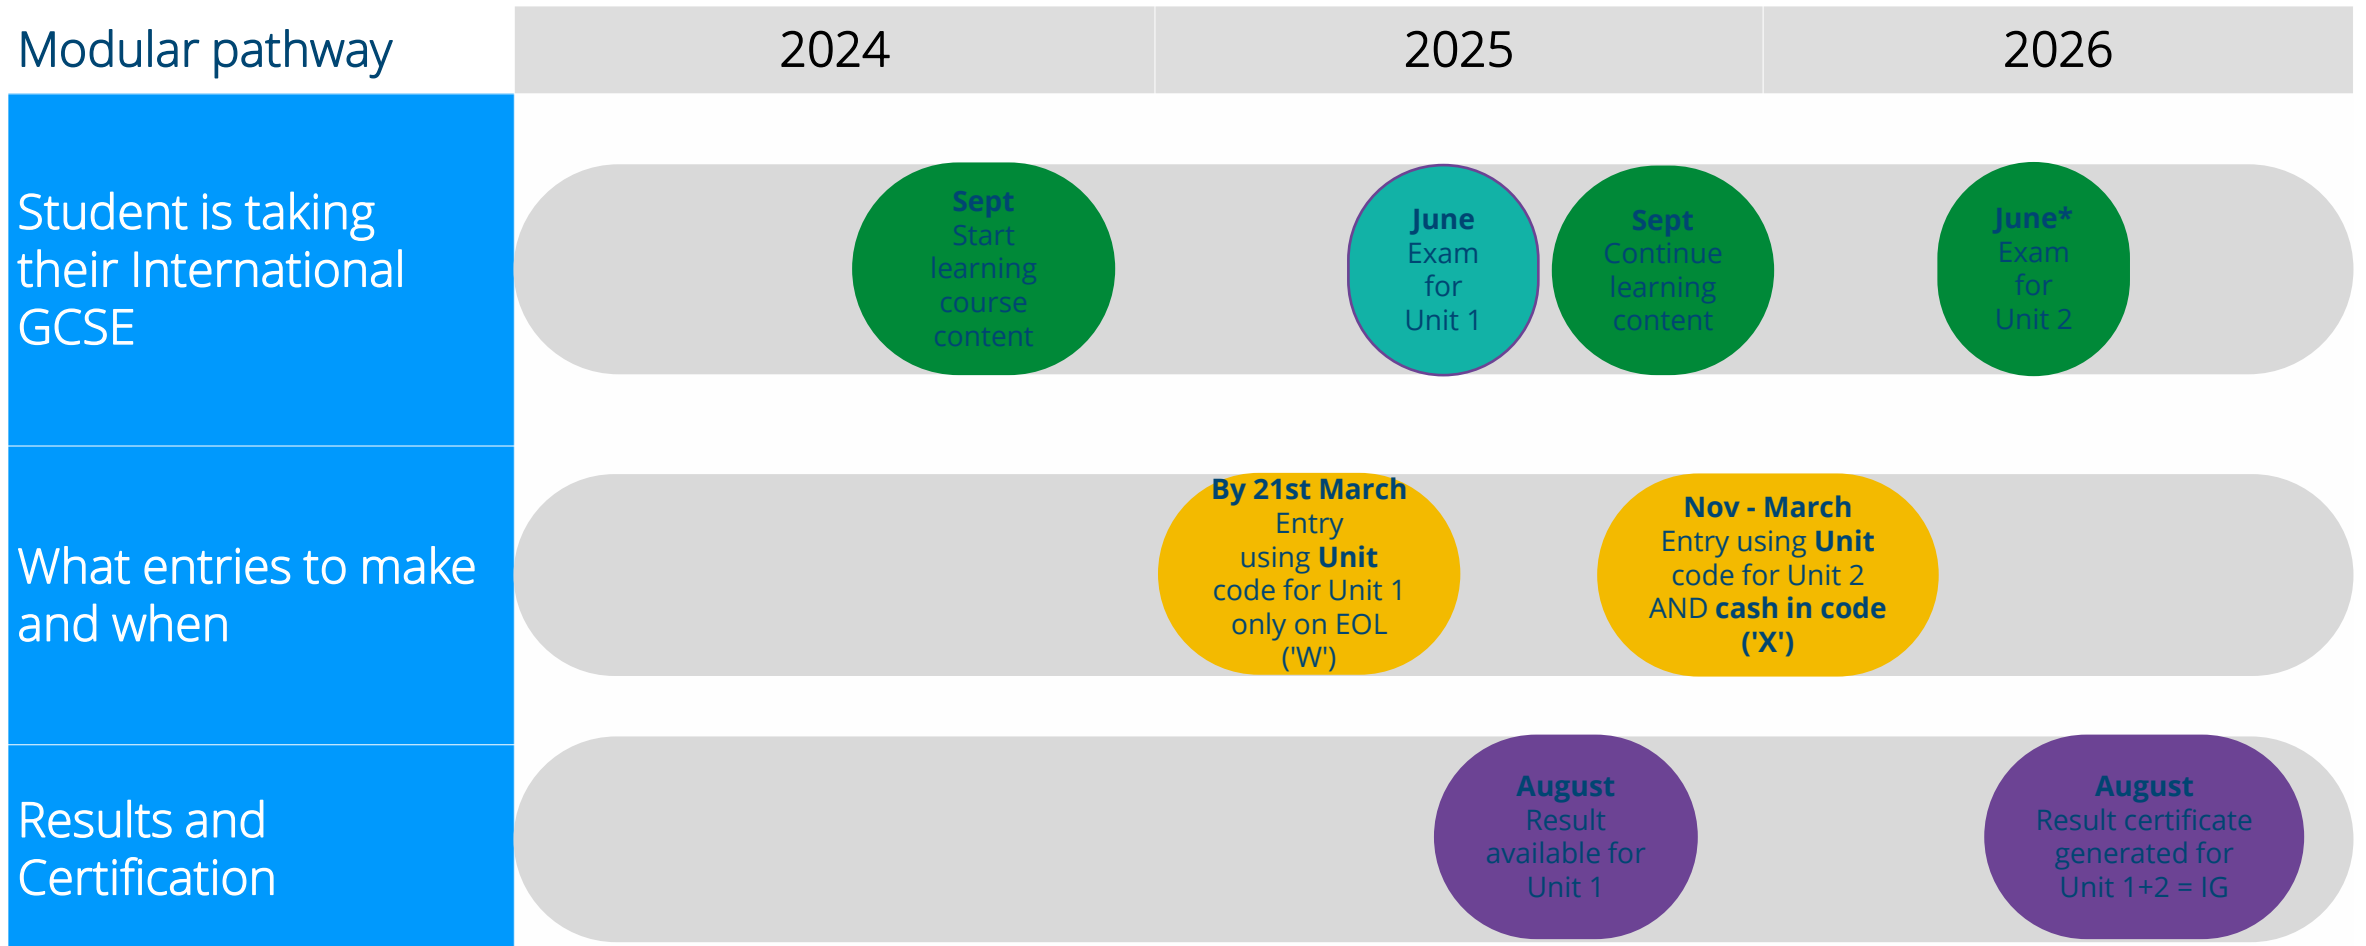 Modular pathway
2024
2025
2026
Student is taking
their International
GCSE
Sept
Start
learning
course
content
June
Exam
for
Unit 1
Sept
Continue
learning
content
June*
Exam
for
Unit 2
What entries to make
and when
By 21st March
Entry
using Unit
code for Unit 1
only on EOL
('W')
Nov - March
Entry using Unit
code for Unit 2
AND cash in code
('X')
Results and
Certification
August
Result
available for
Unit 1
August
Result certificate
generated for
Unit 1+2 = IG